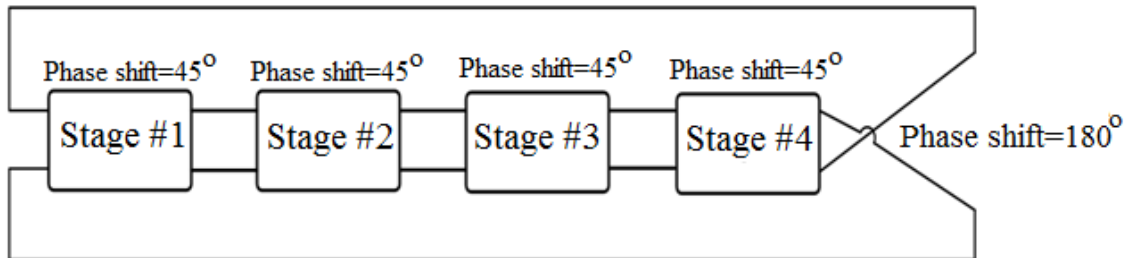 Phase shift=45° Phase shift=45° Phase shift=45° Phase shift=45°
Stage #1 Stage #2 Stage #3 Stage #4 Phase shift=180°